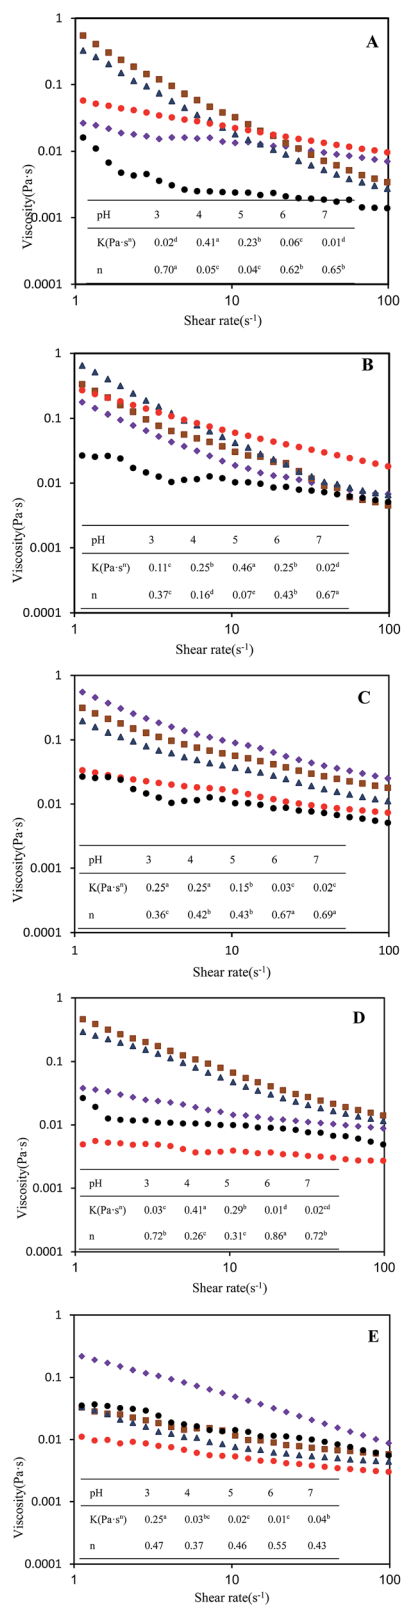 1
A
0.1
Viscosity(Pa·s)
0.01
0.001
pH 3 4 5 6 7
K(Pa·sⁿ) 0.02ᵈ 0.41ᵃ 0.23ᵇ 0.06ᶜ 0.01ᵈ
n 0.70ᵃ 0.05ᶜ 0.04ᶜ 0.62ᵇ 0.65ᵇ
0.0001
1 10 100
Shear rate(s⁻¹)
1
B
0.1
Viscosity(Pa·s)
0.01
0.001
pH 3 4 5 6 7
K(Pa·sⁿ) 0.11ᶜ 0.25ᵇ 0.46ᵃ 0.25ᵇ 0.02ᵈ
n 0.37ᶜ 0.16ᵈ 0.07ᵉ 0.43ᵇ 0.67ᵃ
0.0001
1 10 100
Shear rate(s⁻¹)
1
C
0.1
Viscosity(Pa·s)
0.01
0.001
pH 3 4 5 6 7
K(Pa·sⁿ) 0.25ᵃ 0.25ᵃ 0.15ᵇ 0.03ᶜ 0.02ᶜ
n 0.36ᶜ 0.42ᵇ 0.43ᵇ 0.67ᵃ 0.69ᵃ
0.0001
1 10 100
Shear rate(s⁻¹)
1
D
0.1
Viscosity(Pa·s)
0.01
0.001
pH 3 4 5 6 7
K(Pa·sⁿ) 0.03ᶜ 0.41ᵃ 0.29ᵇ 0.01ᵈ 0.02ᶜᵈ
n 0.72ᵇ 0.26ᶜ 0.31ᶜ 0.86ᵃ 0.72ᵇ
0.0001
1 10 100
Shear rate(s⁻¹)
1
E
0.1
Viscosity(Pa·s)
0.01
0.001
pH 3 4 5 6 7
K(Pa·sⁿ) 0.25ᵃ 0.03ᵇᶜ 0.02ᶜ 0.01ᶜ 0.04ᵇ
n 0.47 0.37 0.46 0.55 0.43
0.0001
1 10 100
Shear rate(s⁻¹)